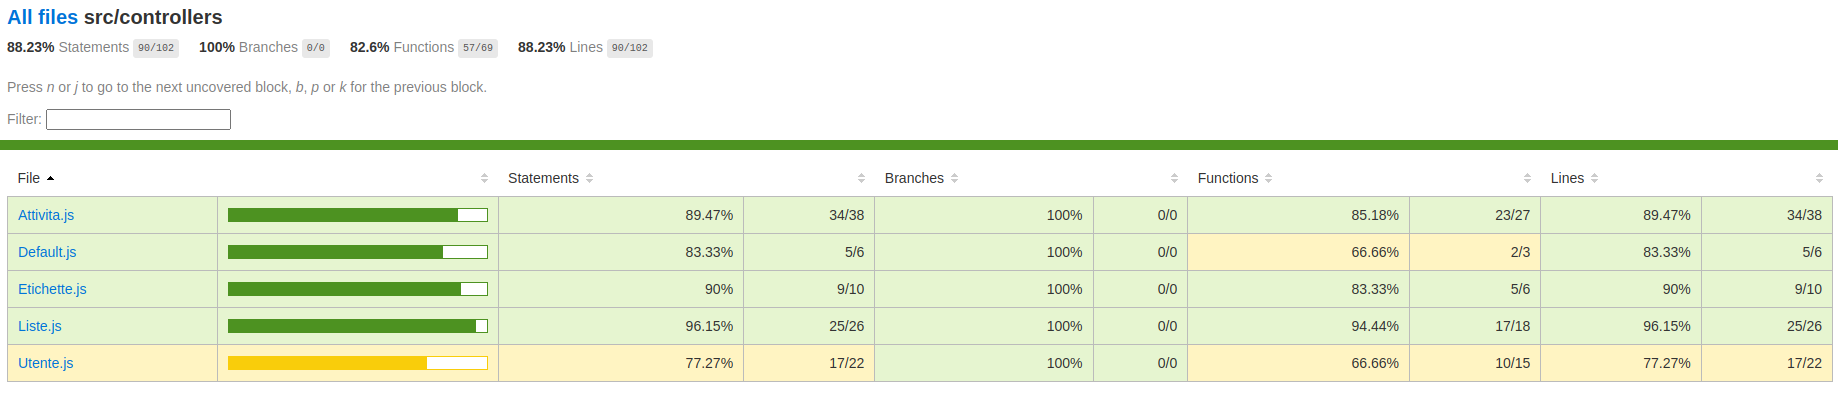 All files src/controllers
88.23% Statements 90/102 100% Branches 0/0 82.6% Functions 57/69 88.23% Lines 90/102
Press n or j to go to the next uncovered block, b, p or k for the previous block.
Filter:
File Statements Branches Functions Lines
Attivita.js 89.47% 34/38 100% 0/0 85.18% 23/27 89.47% 34/38
Default.js 83.33% 5/6 100% 0/0 66.66% 2/3 83.33% 5/6
Etichette.js 90% 9/10 100% 0/0 83.33% 5/6 90% 9/10
Liste.js 96.15% 25/26 100% 0/0 94.44% 17/18 96.15% 25/26
Utente.js 77.27% 17/22 100% 0/0 66.66% 10/15 77.27% 17/22